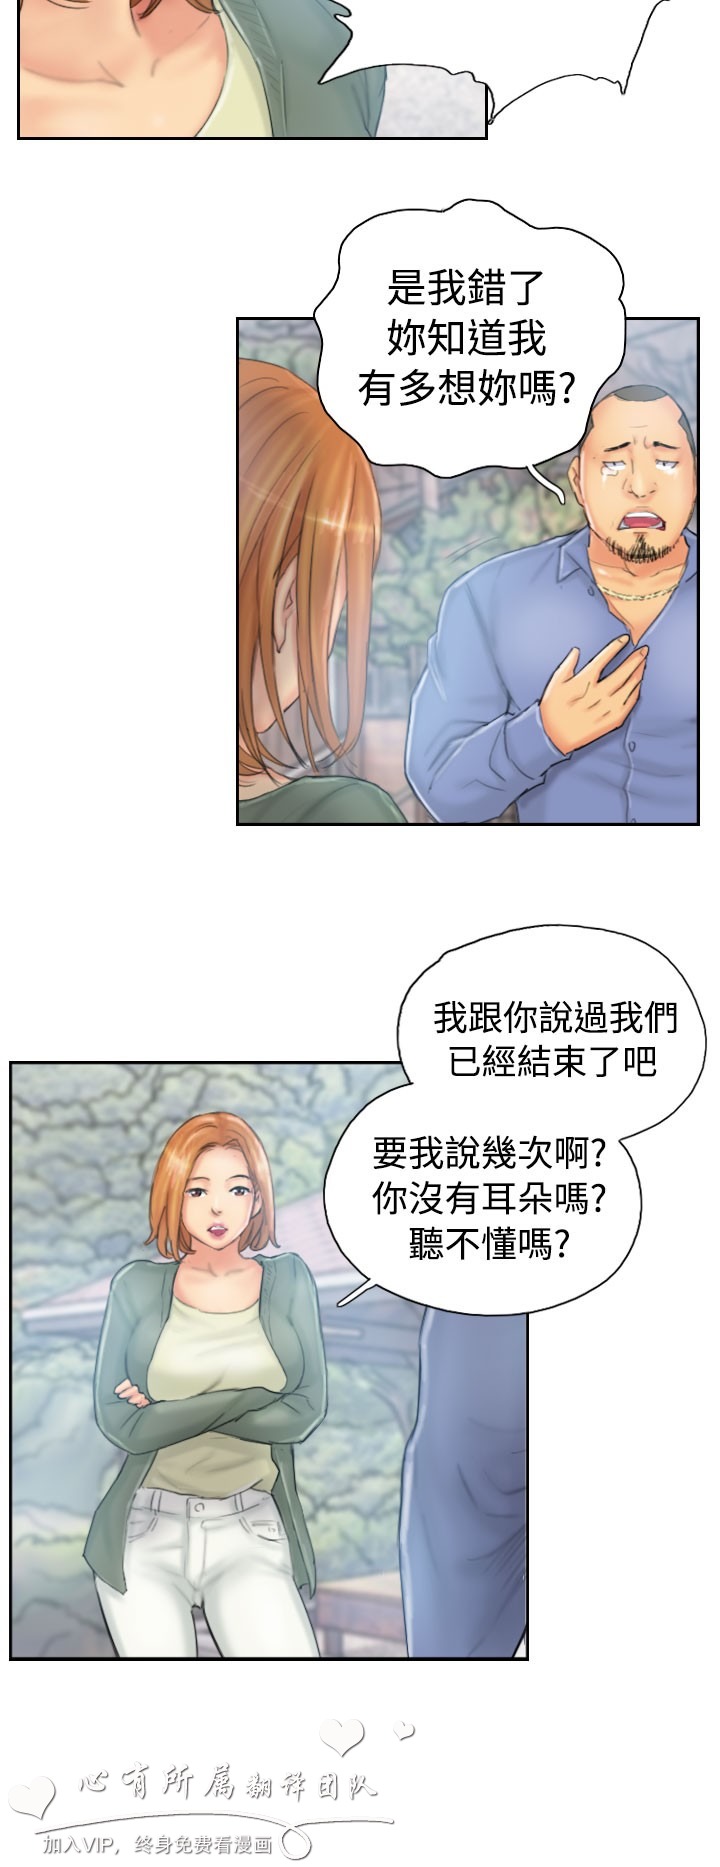 是我錯了
妳知道我
有多想妳嗎?
我跟你說過我們
已經結束了吧
要我說幾次啊?
你沒有耳朵嗎?
聽不懂嗎?
心有所属翻译团队
加入VIP，终身免费看漫画